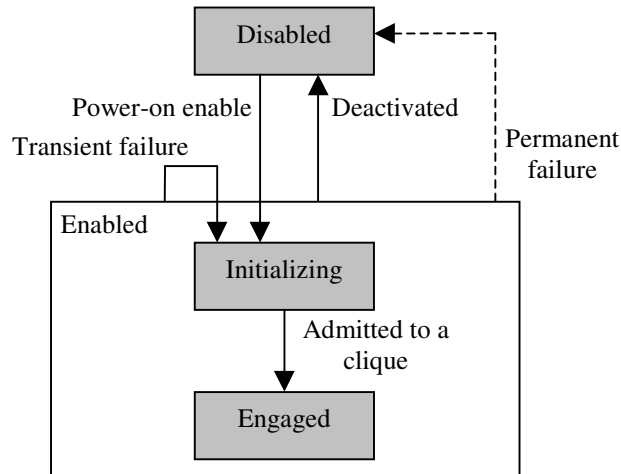 Disabled
Power-on enable
Deactivated
Transient failure
Permanent
failure
Enabled
Initializing
Admitted to a
clique
Engaged